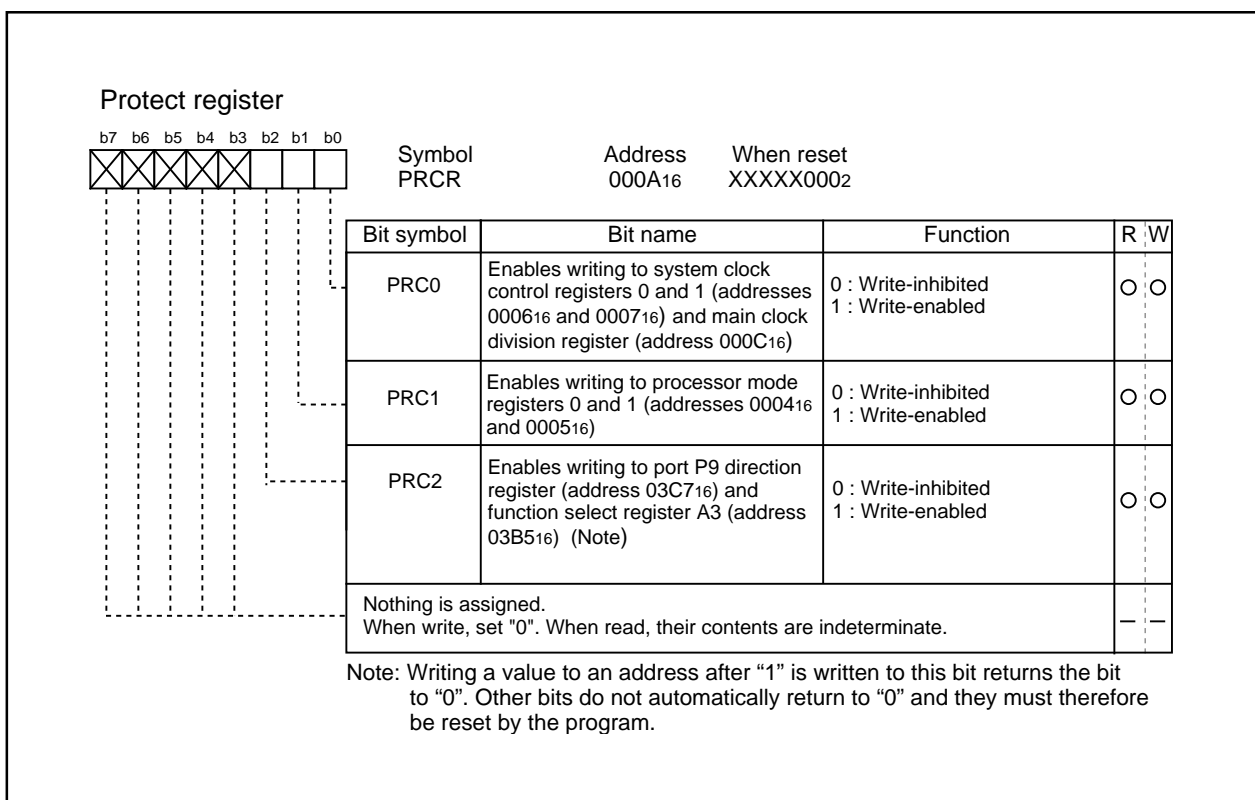 Protect register
b7 b6 b5 b4 b3 b2 b1 b0
Symbol Address When reset
PRCR 000A16 XXXXX0002
Bit symbol Bit name Function R W
PRC0
Enables writing to system clock
control registers 0 and 1 (addresses
000616 and 000716) and main clock
division register (address 000C16)
0 : Write-inhibited
1 : Write-enabled
PRC1
Enables writing to processor mode
registers 0 and 1 (addresses 000416
and 000516)
0 : Write-inhibited
1 : Write-enabled
PRC2
Enables writing to port P9 direction
register (address 03C716) and
function select register A3 (address
03B516) (Note)
0 : Write-inhibited
1 : Write-enabled
Nothing is assigned.
When write, set "0". When read, their contents are indeterminate.
Note: Writing a value to an address after “1” is written to this bit returns the bit
to “0”. Other bits do not automatically return to “0” and they must therefore
be reset by the program.